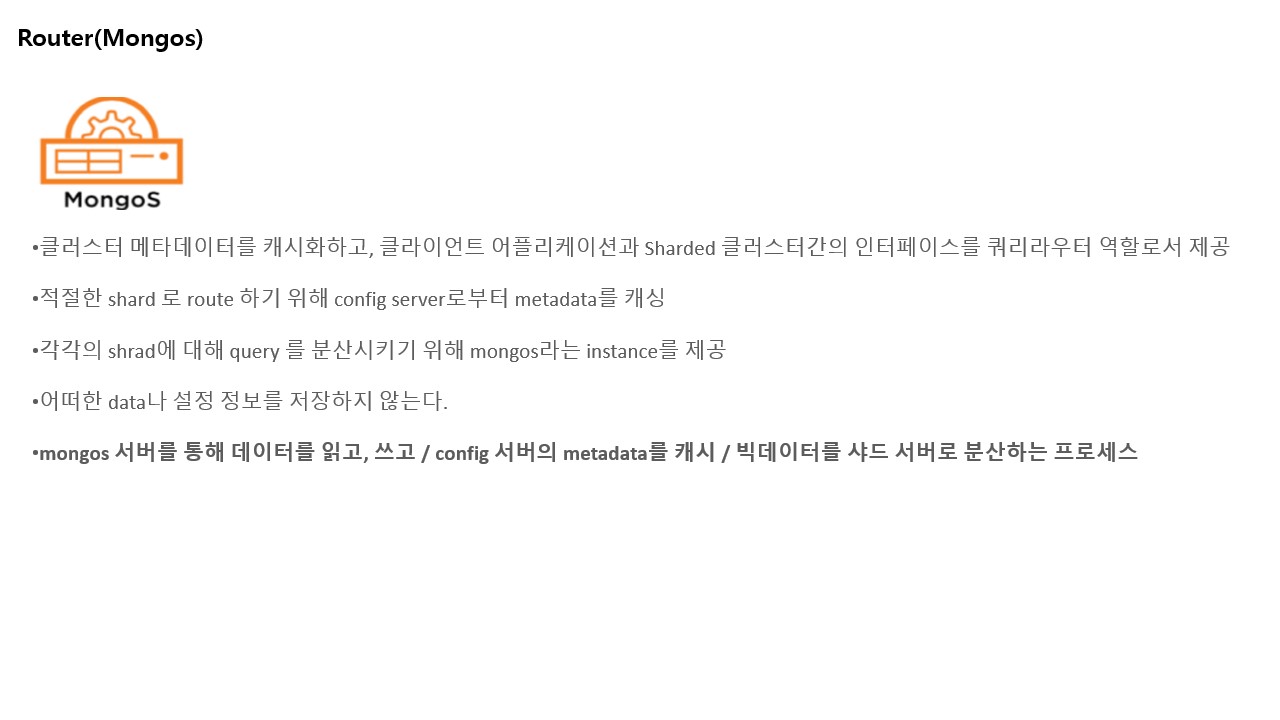 Router(Mongos)
MongoS
•클러스터 메타데이터를 캐시화하고, 클라이언트 어플리케이션과 Sharded 클러스터간의 인터페이스를 쿼리라우터 역할로서 제공
•적절한 shard 로 route 하기 위해 config server로부터 metadata를 캐싱
•각각의 shrad에 대해 query 를 분산시키기 위해 mongos라는 instance를 제공
•어떠한 data나 설정 정보를 저장하지 않는다.
•mongos 서버를 통해 데이터를 읽고, 쓰고 / config 서버의 metadata를 캐시 / 빅데이터를 샤드 서버로 분산하는 프로세스